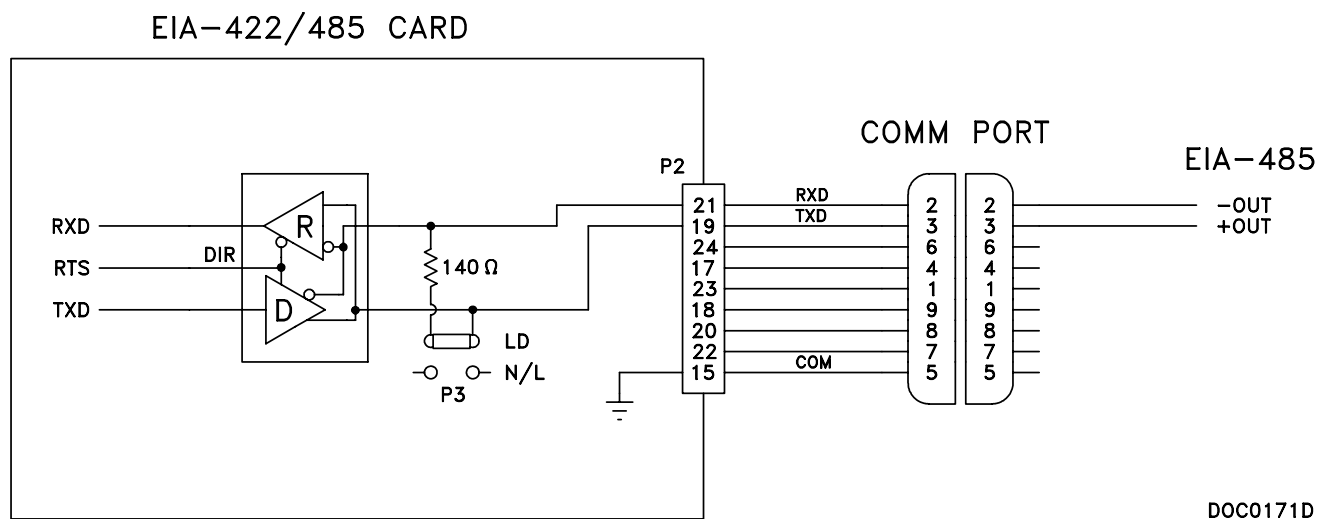 EIA-422/485 CARD
COMM PORT
EIA-485
P2
RXD
RTS
TXD
DIR
R
D
140 Ω
LD
N/L
P3
21 RXD 2 2 -OUT
19 TXD 3 3 +OUT
24 6 6
17 4 4
23 1 1
18 9 9
20 8 8
22 7 7
15 COM 5 5
DOC0171D